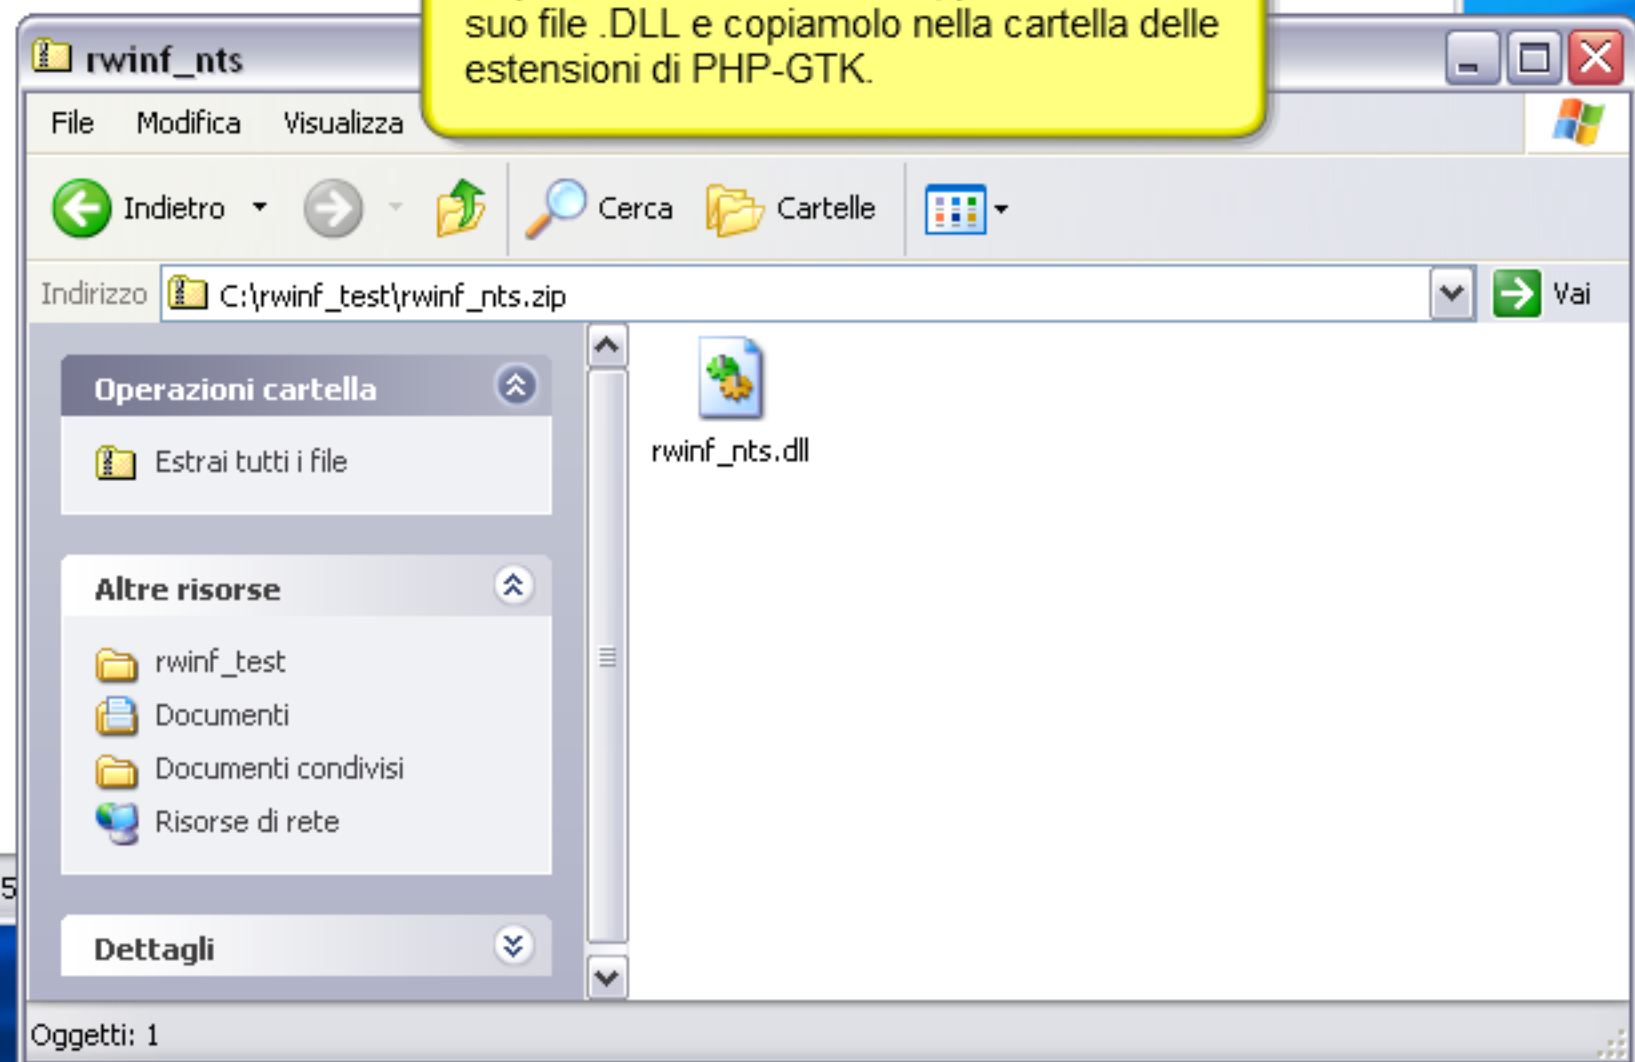 suo file .DLL e copiamolo nella cartella delle
estensioni di PHP-GTK.
rwinf_nts
File Modifica Visualizza
Indietro Cerca Cartelle
Indirizzo C:\rwinf_test\rwinf_nts.zip Vai
Operazioni cartella
Estrai tutti i file
rwinf_nts.dll
Altre risorse
rwinf_test
Documenti
Documenti condivisi
Risorse di rete
5
Dettagli
Oggetti: 1